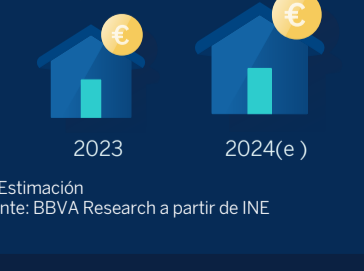 € €
2023 2024(e )
Estimación
nte: BBVA Research a partir de INE